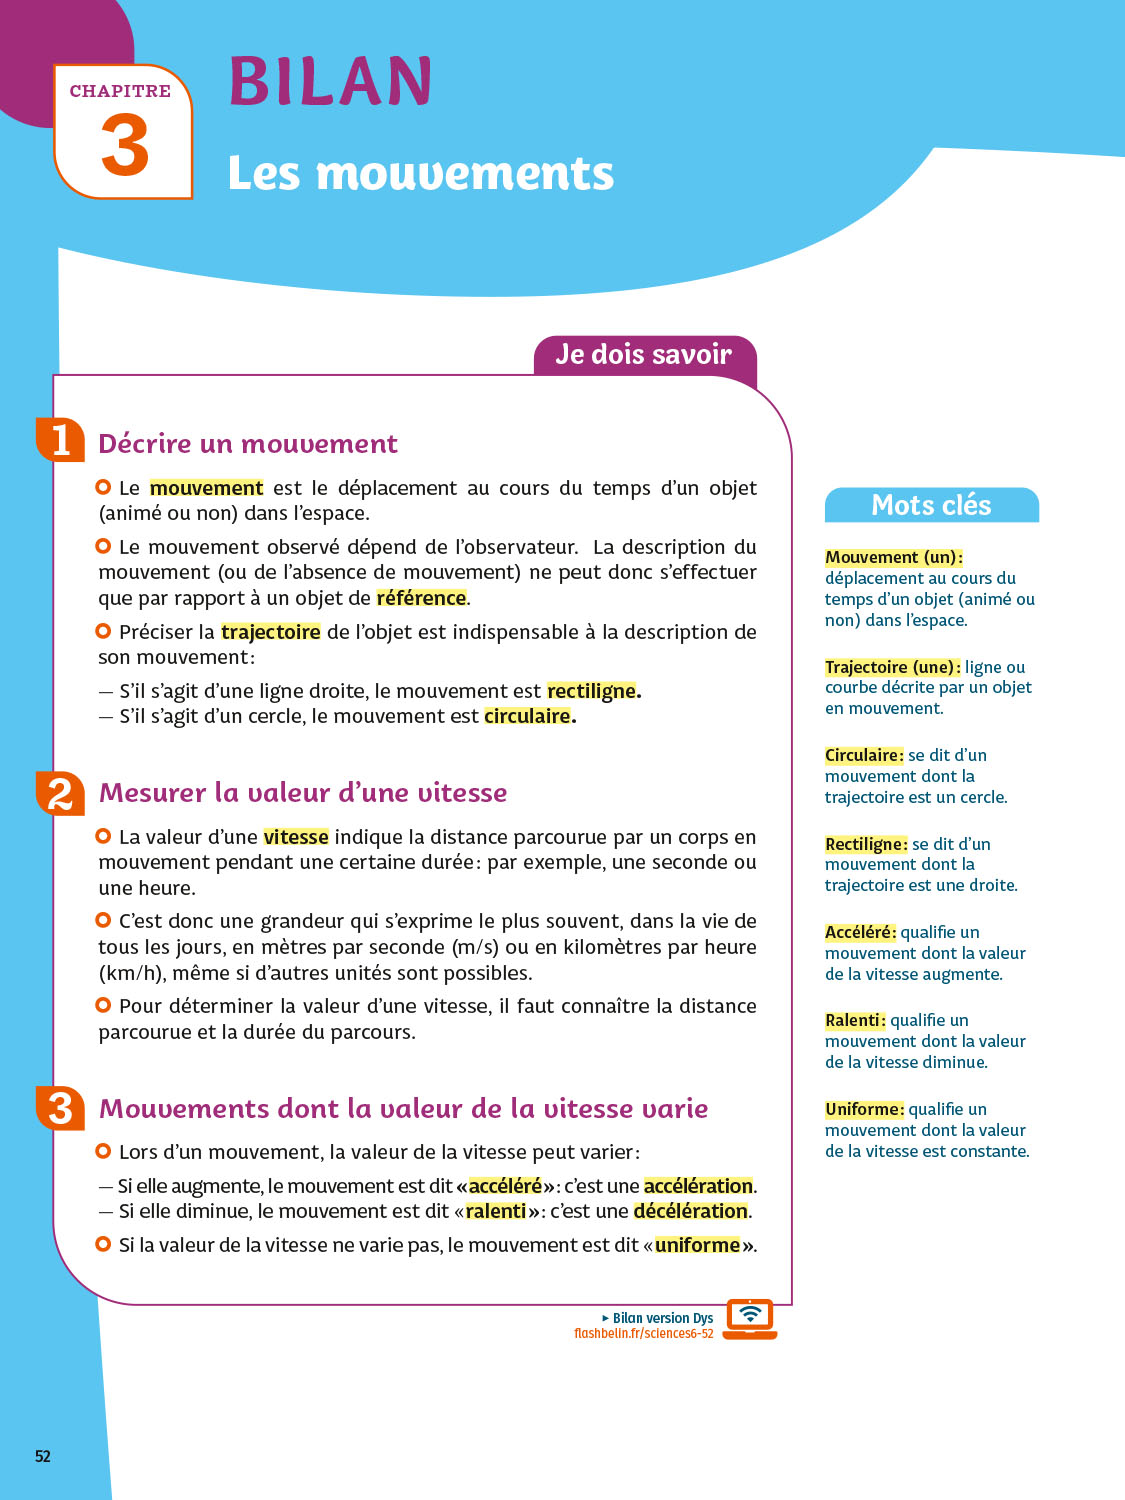 CHAPITRE
3
BILAN
Les mouvements
Je dois savoir
1
Décrire un mouvement
Le mouvement est le déplacement au cours du temps d’un objet
(animé ou non) dans l’espace.
Le mouvement observé dépend de l’observateur. La description du
mouvement (ou de l’absence de mouvement) ne peut donc s’effectuer
que par rapport à un objet de référence.
Préciser la trajectoire de l’objet est indispensable à la description de
son mouvement :
— S’il s’agit d’une ligne droite, le mouvement est rectiligne.
— S’il s’agit d’un cercle, le mouvement est circulaire.
2
Mesurer la valeur d’une vitesse
La valeur d’une vitesse indique la distance parcourue par un corps en
mouvement pendant une certaine durée : par exemple, une seconde ou
une heure.
C’est donc une grandeur qui s’exprime le plus souvent, dans la vie de
tous les jours, en mètres par seconde (m/s) ou en kilomètres par heure
(km/h), même si d’autres unités sont possibles.
Pour déterminer la valeur d’une vitesse, il faut connaître la distance
parcourue et la durée du parcours.
3
Mouvements dont la valeur de la vitesse varie
Lors d’un mouvement, la valeur de la vitesse peut varier :
— Si elle augmente, le mouvement est dit « accéléré » : c’est une accélération.
— Si elle diminue, le mouvement est dit « ralenti » : c’est une décélération.
Si la valeur de la vitesse ne varie pas, le mouvement est dit « uniforme ».
▸ Bilan version Dys
flashbelin.fr/sciences6-52
Mots clés
Mouvement (un) :
déplacement au cours du
temps d’un objet (animé ou
non) dans l’espace.
Trajectoire (une) : ligne ou
courbe décrite par un objet
en mouvement.
Circulaire : se dit d’un
mouvement dont la
trajectoire est un cercle.
Rectiligne : se dit d’un
mouvement dont la
trajectoire est une droite.
Accéléré : qualifie un
mouvement dont la valeur
de la vitesse augmente.
Ralenti : qualifie un
mouvement dont la valeur
de la vitesse diminue.
Uniforme : qualifie un
mouvement dont la valeur
de la vitesse est constante.
52